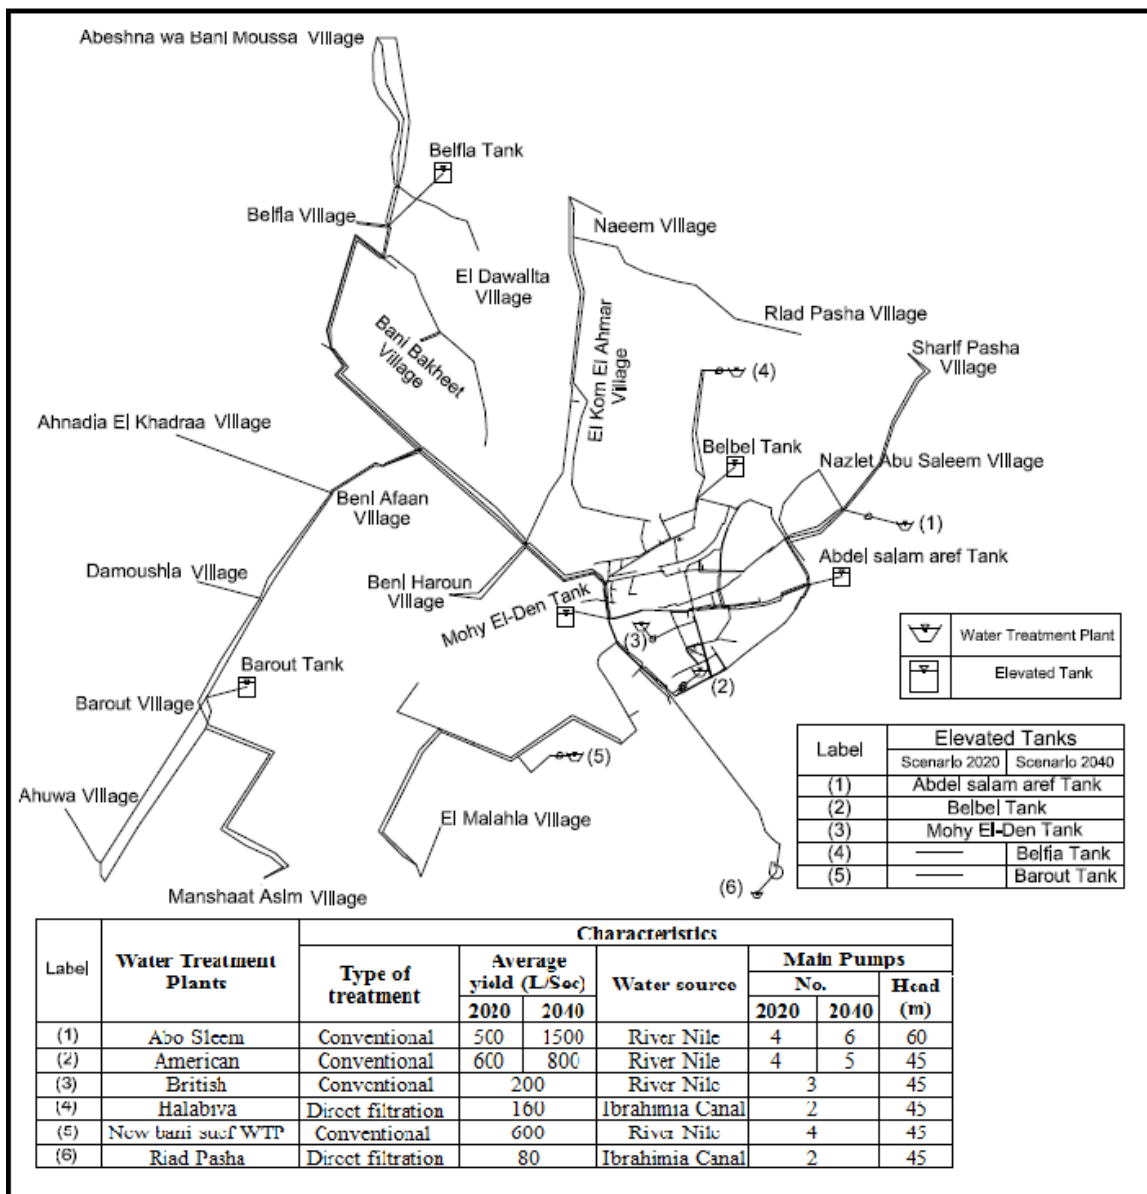 Abeshna wa Bani Moussa Village
Belfia Tank
Belfia Village
Naeem Village
El Dawalta
Village
Riad Pasha Village
Bani Bakheet
Village
El Kom El Ahmar
Village
Sharif Pasha
Village
(4)
Ahnadia El Khadraa Village
Belbel Tank
Nazlet Abu Saleem Village
Beni Afaan
Village
(1)
Abdel salam aref Tank
Damoushia Village
Beni Haroun
Village
Mohy El-Den Tank
(3)
Water Treatment Plant
Elevated Tank
Barout Tank
(2)
Barout Village
(5)
Label
Elevated Tanks
Scenario 2020 Scenario 2040
(1) Abdel salam aref Tank
(2) Belbel Tank
(3) Mohy El-Den Tank
(4) Belfia Tank
(5) Barout Tank
Ahuwa Village
El Malahia Village
Manshaat Asim Village
(6)
Label
Water Treatment
Plants
Characteristics
Type of
treatment
Average
yield (L/Sec)
Water source
Main Pumps
No.
Head
(m)
2020 2040 2020 2040
(1) Abo Sleem Conventional 500 1500 River Nile 4 6 60
(2) American Conventional 600 800 River Nile 4 5 45
(3) British Conventional 200 River Nile 3 45
(4) Halabiya Direct filtration 160 Ibrahimia Canal 2 45
(5) New bani suef WTP Conventional 600 River Nile 4 45
(6) Riad Pasha Direct filtration 80 Ibrahimia Canal 2 45